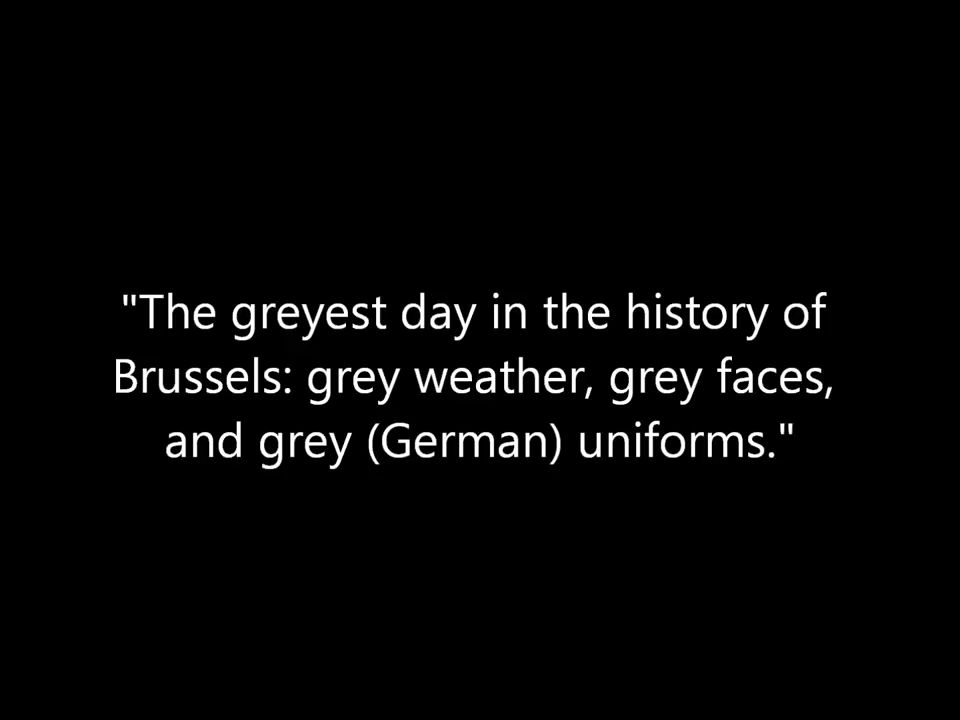 "The greyest day in the history of
Brussels: grey weather, grey faces,
and grey (German) uniforms."